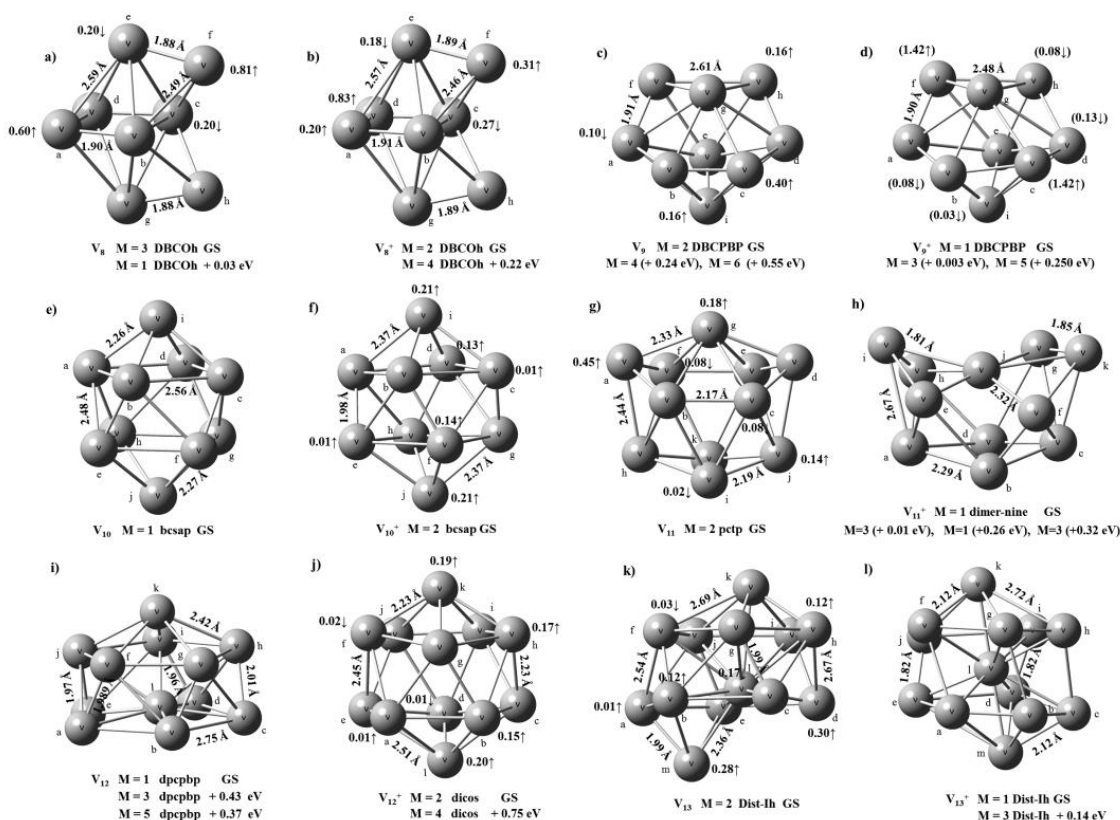 a)
e
0.20↓
1.88 Å
f
0.81↑
2.59 Å
2.49 Å
d
c
0.60↑
0.20↓
1.90 Å
a
b
1.88 Å
g
h
V8 M = 3 DBCOh GS
M = 1 DBCOh + 0.03 eV
b)
e
0.18↓
1.89 Å
f
0.31↑
2.57 Å
2.46 Å
0.83↑
d
c
0.20↑
0.27↓
1.91 Å
a
b
1.89 Å
g
h
V8+ M = 2 DBCOh GS
M = 4 DBCOh + 0.22 eV
c)
0.16↑
2.61 Å
f
h
g
1.91 Å
0.10↓
e
a
d
b
c
0.40↑
0.16↑
i
V9 M = 2 DBCPBP GS
M = 4 (+ 0.24 eV), M = 6 (+ 0.55 eV)
d)
(1.42↑)
(0.08↓)
2.48 Å
f
h
g
1.90 Å
(0.13↓)
e
a
d
(0.08↓)
b
c
(1.42↑)
(0.03↓)
i
V9+ M = 1 DBCPBP GS
M = 3 (+ 0.003 eV), M = 5 (+ 0.250 eV)
e)
i
2.26 Å
a
d
2.56 Å
2.48 Å
b
c
h
e
f
g
j
2.27 Å
V10 M = 1 bcsap GS
f)
0.21↑
i
2.37 Å
0.13↑
a
d
0.01↑
b
c
1.98 Å
0.14↑
0.01↑
h
e
f
g
2.37 Å
j
0.21↑
V10+ M = 2 bcsap GS
g)
0.18↑
g
2.33 Å
0.45↑
f
e
0.08↓
a
d
2.17 Å
2.44 Å
b
c
0.08
k
h
0.14↑
j
0.02↓
i
2.19 Å
V11 M = 2 pctp GS
h)
1.81 Å
1.85 Å
i
j
h
g
k
2.32 Å
2.67 Å
e
f
d
a
c
2.29 Å
b
V11+ M = 1 dimer-nine GS
M=3 (+ 0.01 eV), M=1 (+0.26 eV), M=3 (+0.32 eV)
i)
k
2.42 Å
j
i
h
f
g
1.97 Å
1.989
1.96 Å
2.01 Å
l
e
d
a
b
c
2.75 Å
V12 M = 1 dpcpbp GS
M = 3 dpcpbp + 0.43 eV
M = 5 dpcpbp + 0.37 eV
j)
0.19↑
k
2.23 Å
j
i
0.02↓
0.17↑
f
g
h
2.45 Å
2.23 Å
0.01↓
d
e
c
0.01↑
a
b
0.15↑
2.51 Å
0.20↑
l
V12+ M = 2 dicos GS
M = 4 dicos + 0.75 eV
k)
k
2.69 Å
0.03↓
0.12↑
f
i
j
h
g
1.99 Å
2.54 Å
2.67 Å
0.17
0.12↑
0.01↑
a
b
c
d
e
0.30↑
1.99 Å
2.36 Å
m
0.28↑
V13 M = 2 Dist-Ih GS
l)
k
2.12 Å
2.72 Å
f
i
j
g
h
1.82 Å
l
1.82 Å
e
d
a
b
c
m
2.12 Å
V13+ M = 1 Dist-Ih GS
M = 3 Dist-Ih + 0.14 eV